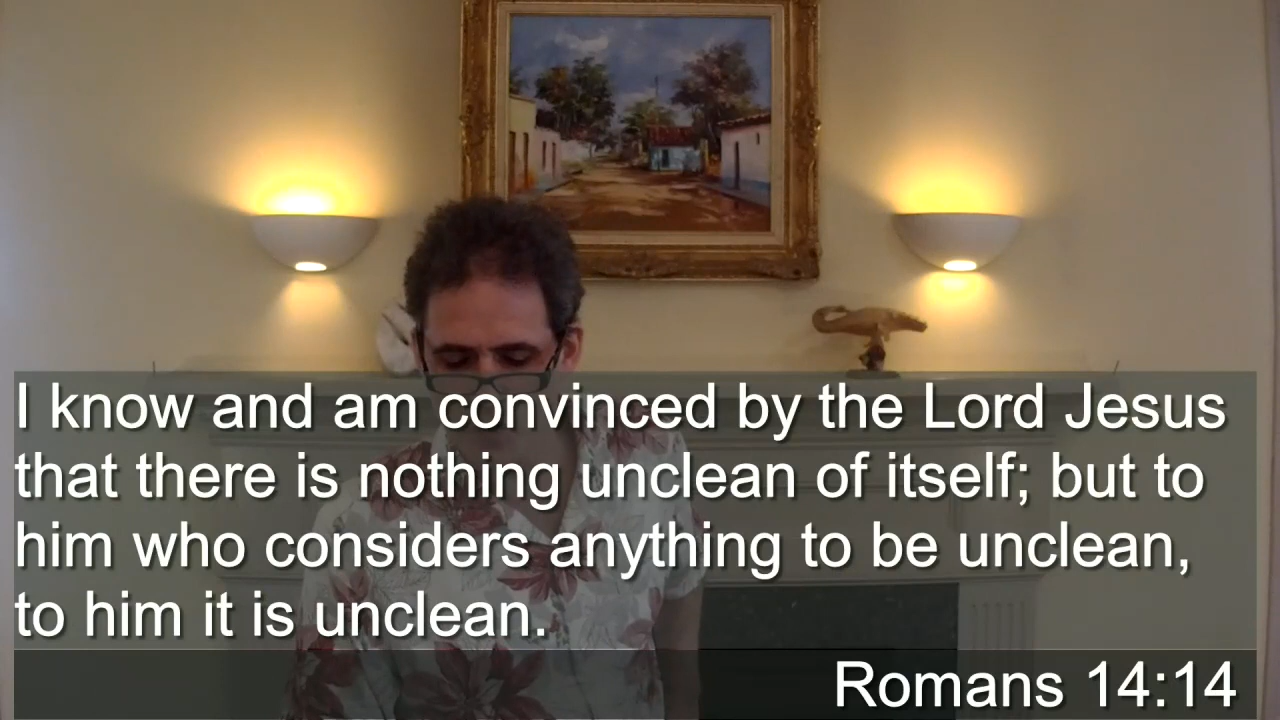 I know and am convinced by the Lord Jesus
that there is nothing unclean of itself; but to
him who considers anything to be unclean,
to him it is unclean.
Romans 14:14